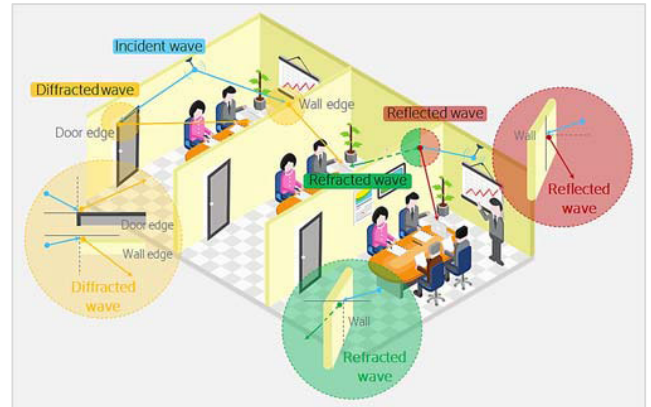 Incident wave
Diffracted wave
Wall edge
Door edge
Reflected wave
Refracted wave
Wall
Reflected
wave
Door edge
Wall edge
Diffracted
wave
Wall
Refracted
wave